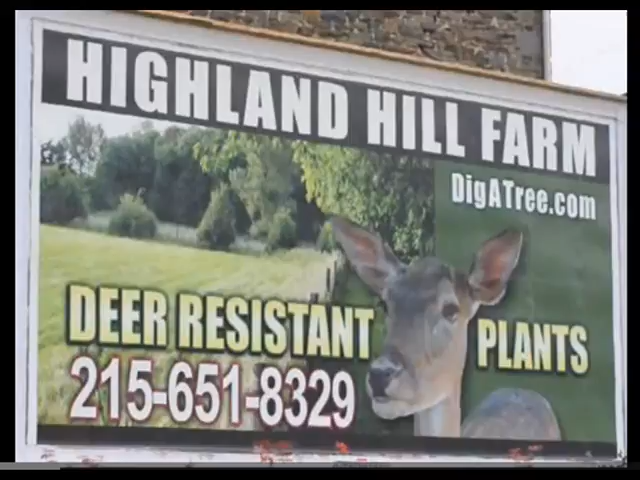 HIGHLAND HILL FARM
DigATree.com
DEER RESISTANT PLANTS
215-651-8329